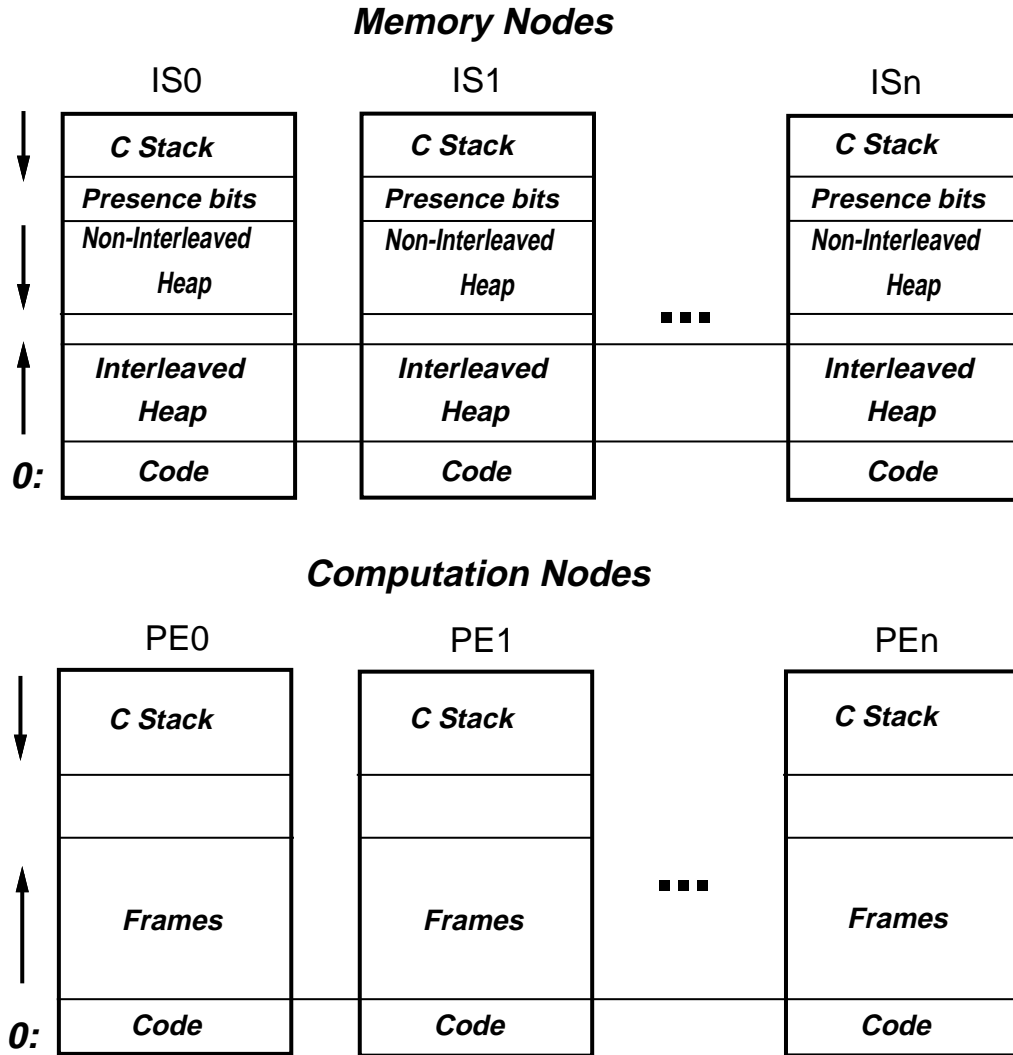 Memory Nodes
IS0 IS1 ISn
C Stack C Stack C Stack
Presence bits Presence bits Presence bits
Non-Interleaved Non-Interleaved Non-Interleaved
Heap Heap Heap
...
Interleaved Interleaved Interleaved
Heap Heap Heap
0: Code Code Code
Computation Nodes
PE0 PE1 PEn
C Stack C Stack C Stack
...
Frames Frames Frames
0: Code Code Code